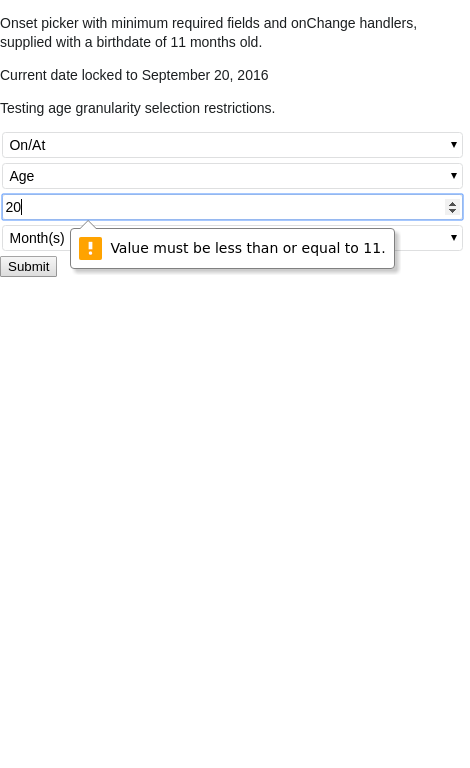 Onset picker with minimum required fields and onChange handlers,
supplied with a birthdate of 11 months old.
Current date locked to September 20, 2016
Testing age granularity selection restrictions.
On/At
Age
20
Month(s)
Value must be less than or equal to 11.
Submit